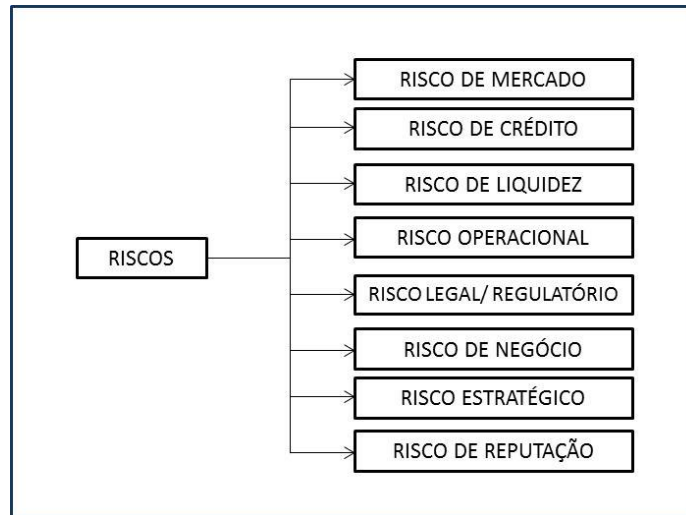 RISCO DE MERCADO
RISCO DE CRÉDITO
RISCO DE LIQUIDEZ
RISCO OPERACIONAL
RISCOS
RISCO LEGAL/ REGULATÓRIO
RISCO DE NEGÓCIO
RISCO ESTRATÉGICO
RISCO DE REPUTAÇÃO